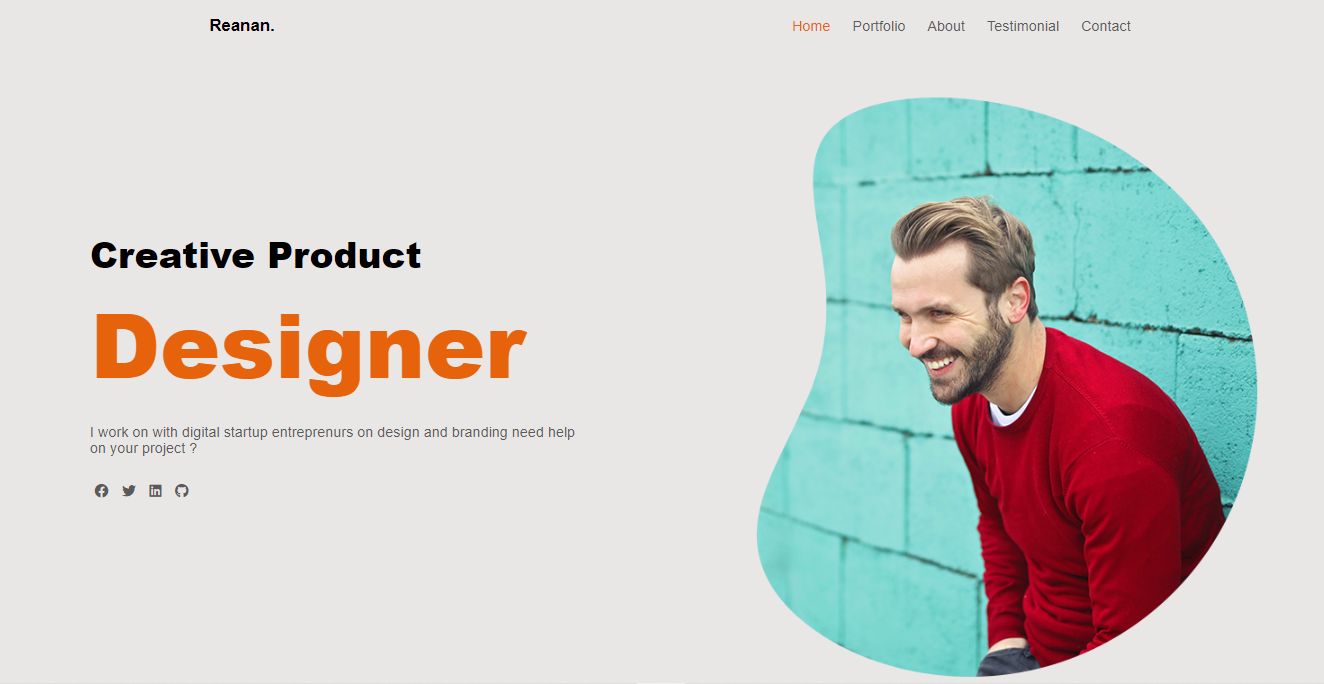 Reanan.
Home Portfolio About Testimonial Contact
Creative Product
Designer
I work on with digital startup entreprenurs on design and branding need help
on your project ?